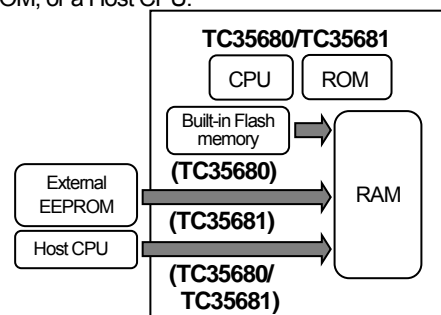 OM, or a Host CPU.
TC35680/TC35681
CPU
ROM
Built-in Flash
memory
(TC35680)
External
EEPROM
RAM
(TC35681)
Host CPU
(TC35680/
TC35681)